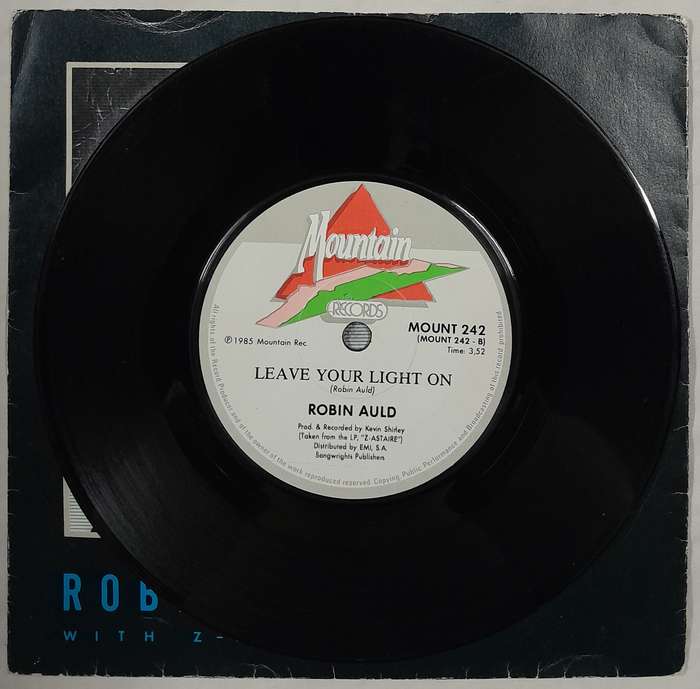 Mountain
RECORDS
MOUNT 242
(MOUNT 242 - B)
℗ 1985 Mountain Rec.
Time: 3,52
LEAVE YOUR LIGHT ON
(Robin Auld)
ROBIN AULD
Prod. & Recorded by Kevin Shirley
(Taken from the LP, "Z-ASTAIRE")
Distributed by EMI, S.A.
Bangwrights Publishers
All rights of the Record Producer and of the owner of the work reproduced reserved. Copying, Public Performance and Broadcasting of this record prohibited.
ROB
WITH Z-